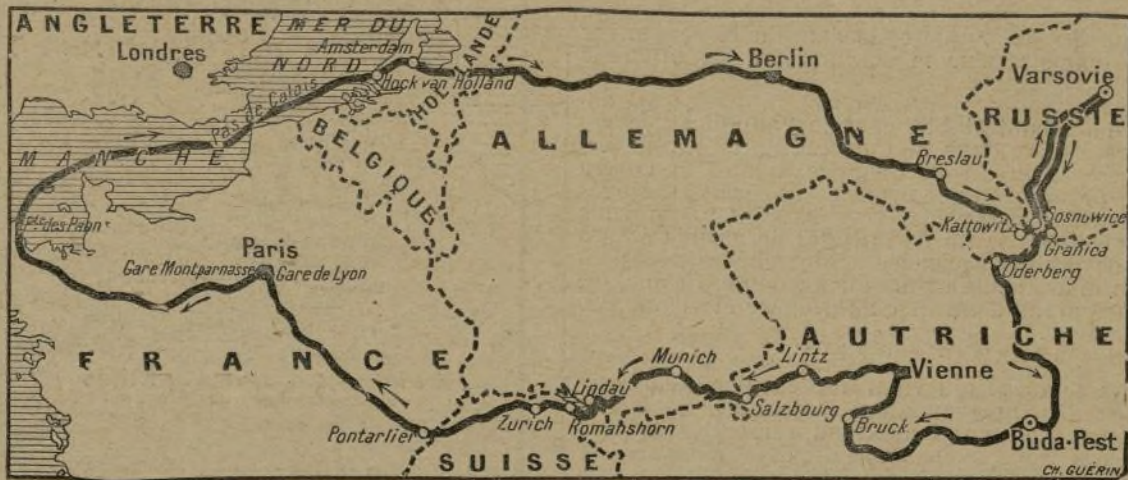 ANGLETERRE
MER DU
NORD
Londres
Amsterdam
HOLLANDE
Hock van Holland
Pas de Calais
MANCHE
BELGIQUE
ALLEMAGNE
Berlin
Varsovie
RUSSIE
Breslau
Kattowitz
Sosnowice
Granica
Oderberg
Paris
Gare Montparnasse
Gare de Lyon
FRANCE
AUTRICHE
Munich
Lintz
Vienne
Lindau
Salzbourg
Zurich
Romanshorn
Bruck
Buda-Pest
Pontarlier
SUISSE
CH. GUÉRIN